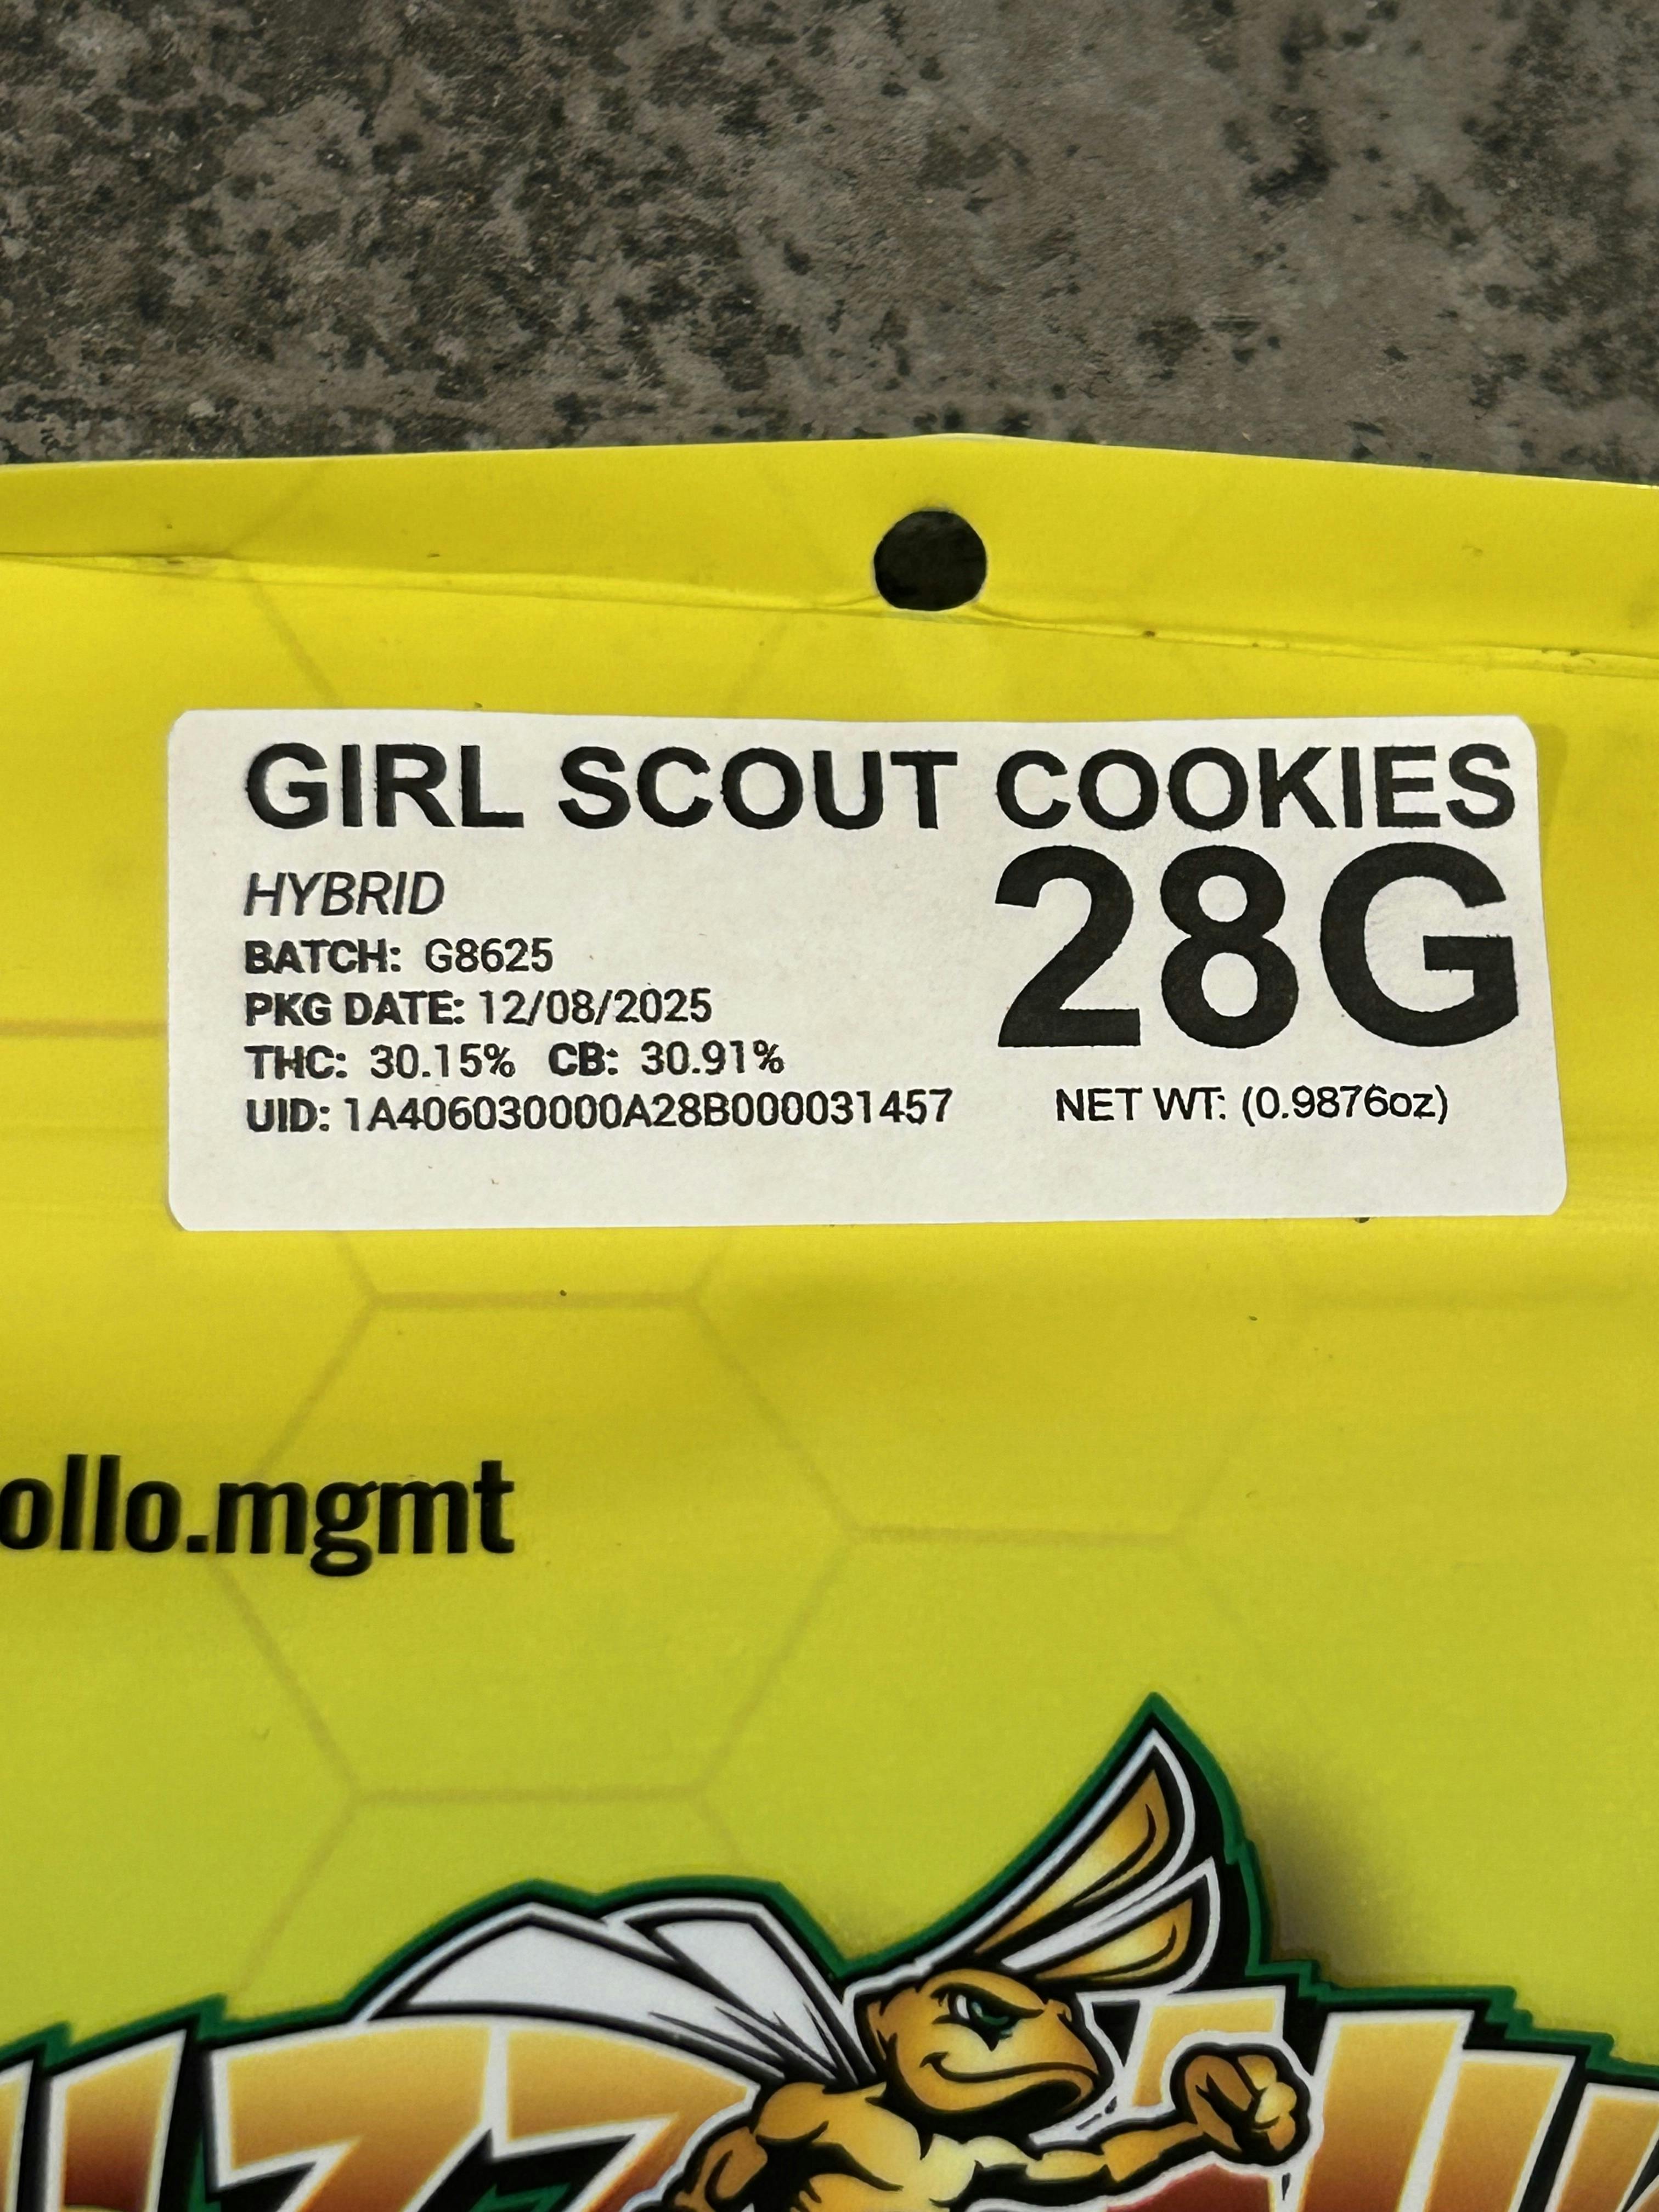 GIRL SCOUT COOKIES
HYBRID
28G
BATCH: G8625
PKG DATE: 12/08/2025
THC: 30.15% CB: 30.91%
UID: 1A406030000A28B000031457
NET WT: (0.9876oz)
ollo.mgmt